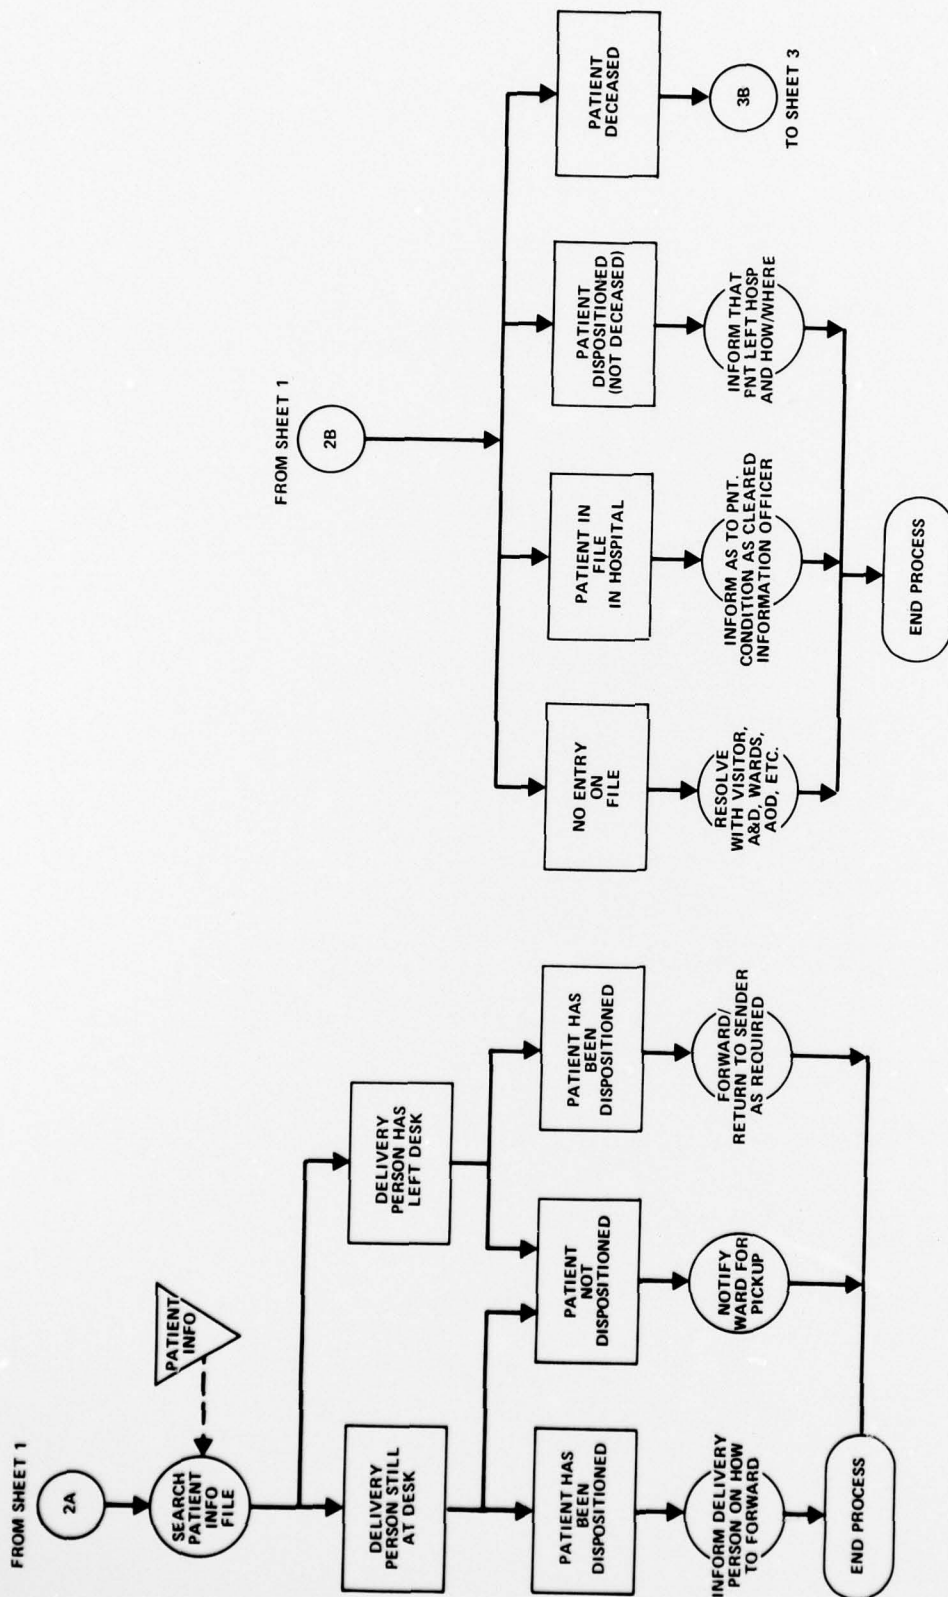 FROM SHEET 1
2A
SEARCH
PATIENT
INFO
FILE
PATIENT
INFO
DELIVERY
PERSON STILL
AT DESK
DELIVERY
PERSON HAS
LEFT DESK
PATIENT HAS
BEEN
DISPOSITIONED
PATIENT
NOT
DISPOSITIONED
PATIENT HAS
BEEN
DISPOSITIONED
INFORM DELIVERY
PERSON ON HOW
TO FORWARD
NOTIFY
WARD FOR
PICKUP
FORWARD/
RETURN TO SENDER
AS REQUIRED
END PROCESS
FROM SHEET 1
2B
NO ENTRY
ON
FILE
PATIENT IN
FILE
IN HOSPITAL
PATIENT
DISPOSITIONED
(NOT DECEASED)
PATIENT
DECEASED
RESOLVE
WITH VISITOR,
A&D, WARDS,
AOD, ETC.
INFORM AS TO PNT.
CONDITION AS CLEARED
INFORMATION OFFICER
INFORM THAT
PNT LEFT HOSP
AND HOW/WHERE
3B
TO SHEET 3
END PROCESS